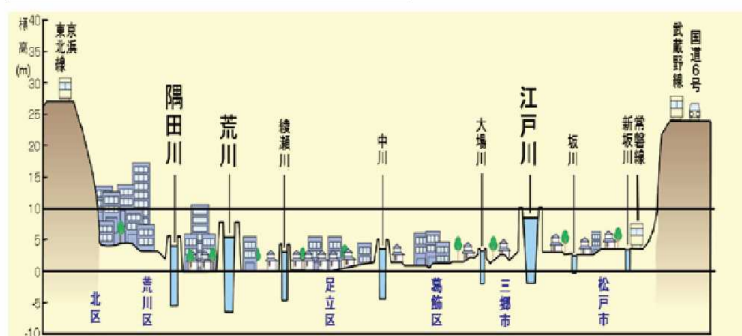 標高(m)
40
35
30
25
20
15
10
5
0
-5
-10
京浜東北線
隅田川
荒川
綾瀬川
中川
大場川
江戸川
坂川
新坂川
常磐線
武蔵野線
国道6号
北区
荒川区
足立区
葛飾区
三郷市
松戸市